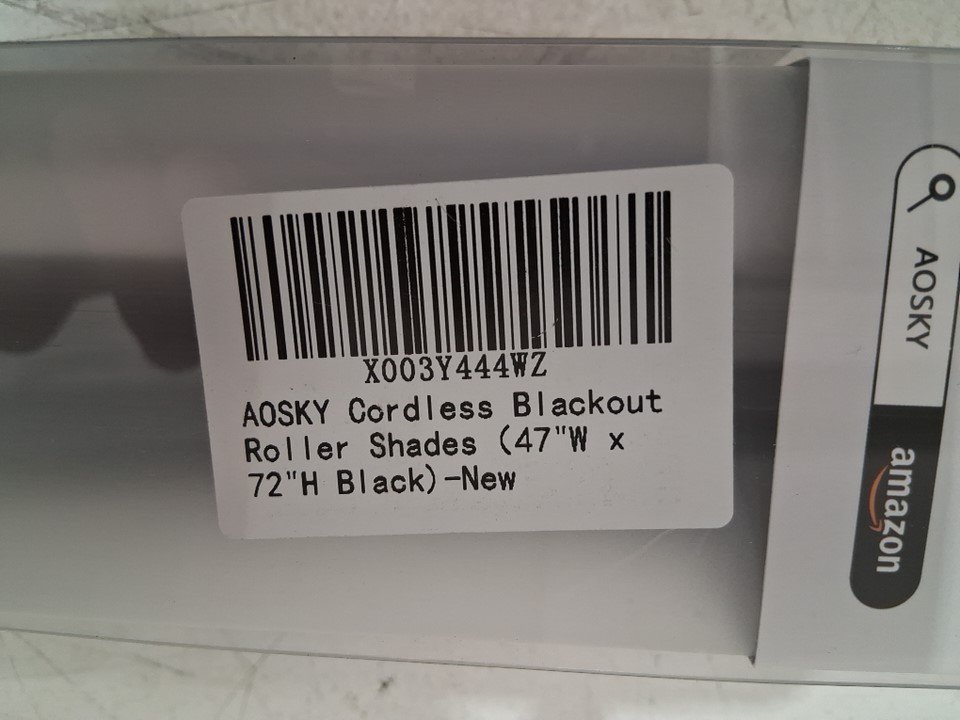 X003Y444WZ
AOSKY Cordless Blackout
Roller Shades (47"W x
72"H Black)-New
AOSKY
amazon